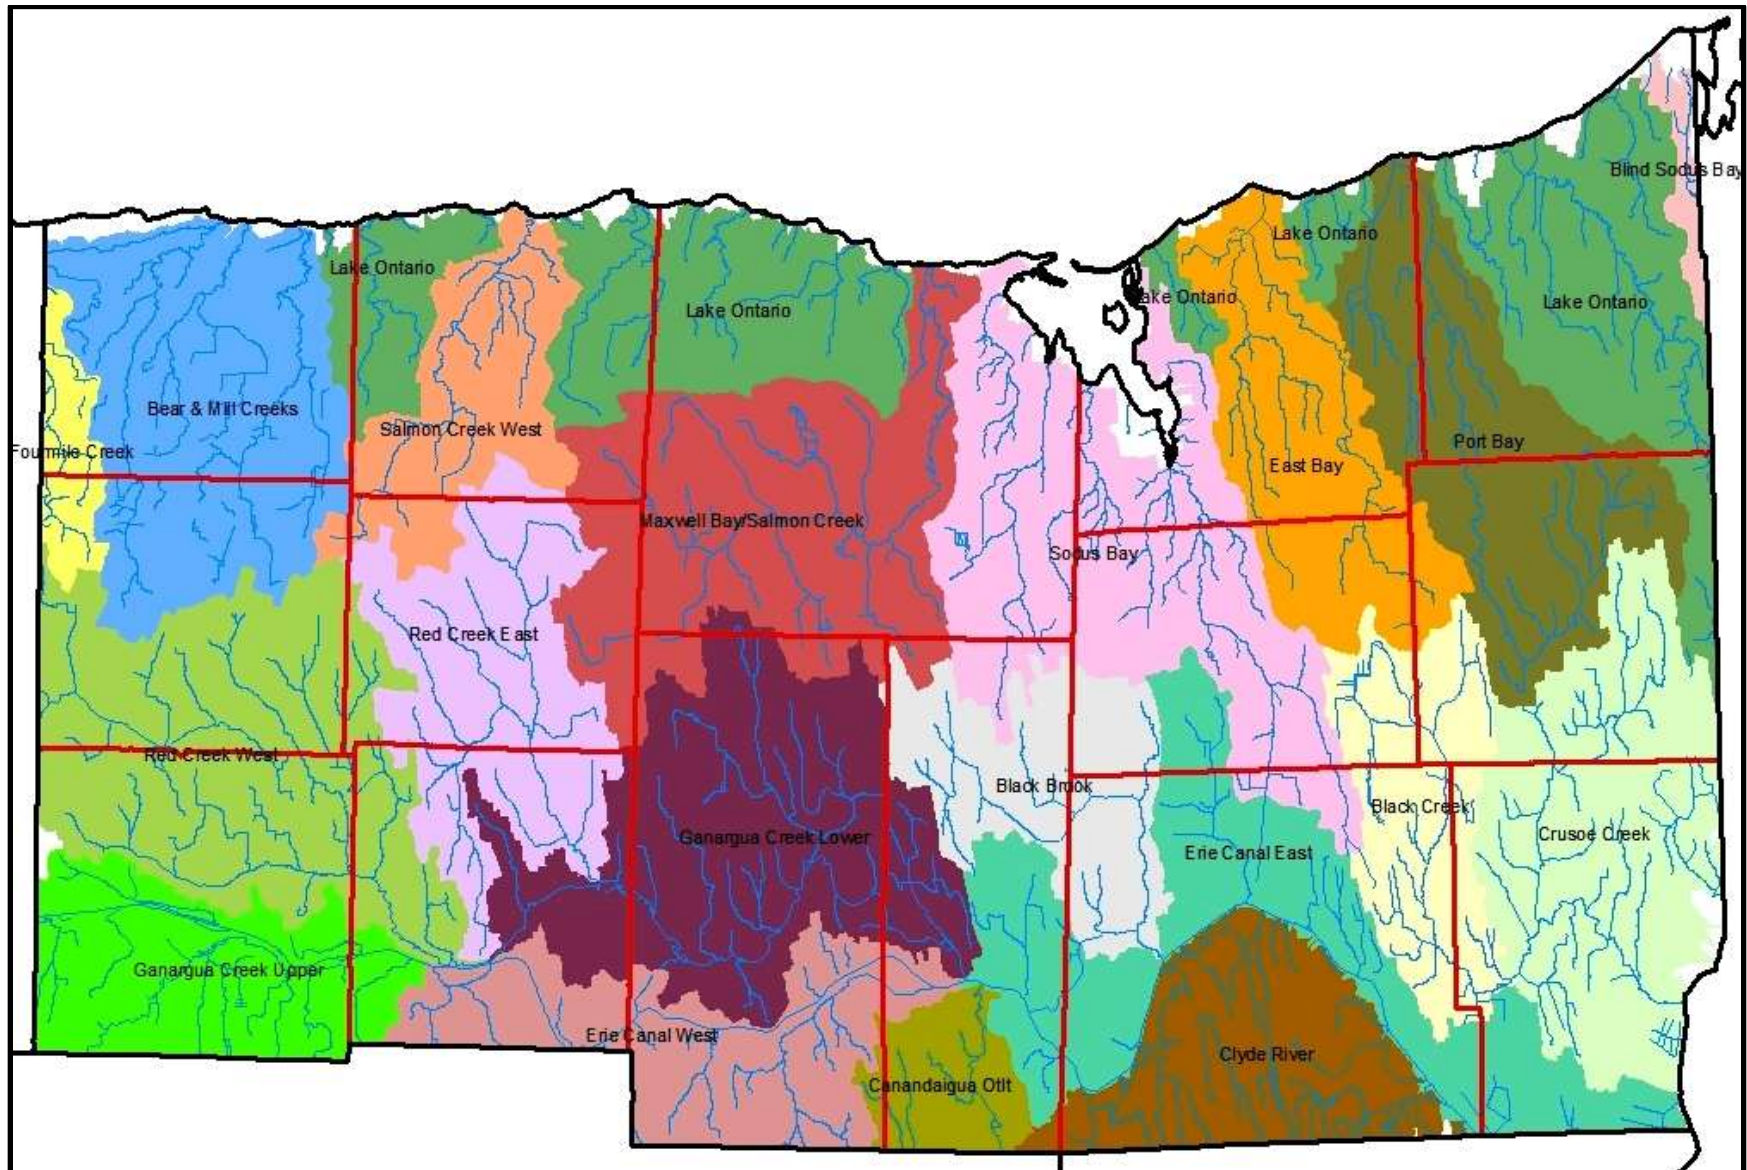 Blind Sodus Bay
Lake Ontario
Lake Ontario
Lake Ontario
Lake Ontario
Lake Ontario
Bear & Mill Creeks
Salmon Creek West
Port Bay
Fourmile Creek
East Bay
Maxwell Bay/Salmon Creek
Sodus Bay
Red Creek East
Red Creek West
Black Brook
Black Creek
Ganargua Creek Lower
Crusoe Creek
Erie Canal East
Ganargua Creek Upper
Erie Canal West
Clyde River
Canandaigua Otlt